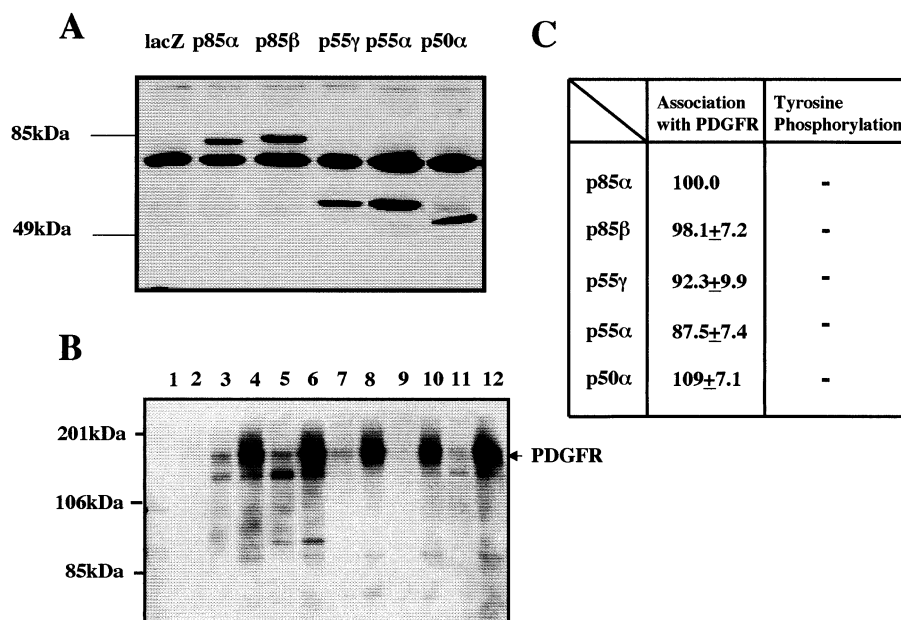 A
lacZ p85α p85β p55γ p55α p50α
85kDa
49kDa
B
1 2 3 4 5 6 7 8 9 10 11 12
201kDa
PDGFR
106kDa
85kDa
C
Association with PDGFR
Tyrosine Phosphorylation
p85α 100.0 -
p85β 98.1±7.2 -
p55γ 92.3±9.9 -
p55α 87.5±7.4 -
p50α 109±7.1 -